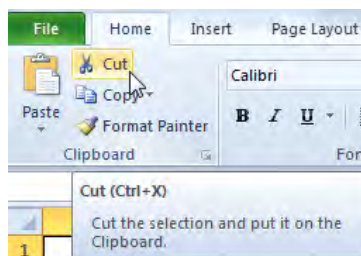 File Home Insert Page Layout
Cut
Calibri
Copy
Paste
B I U
Format Painter
Clipboard
Cut (Ctrl+X)
Cut the selection and put it on the
Clipboard.
1